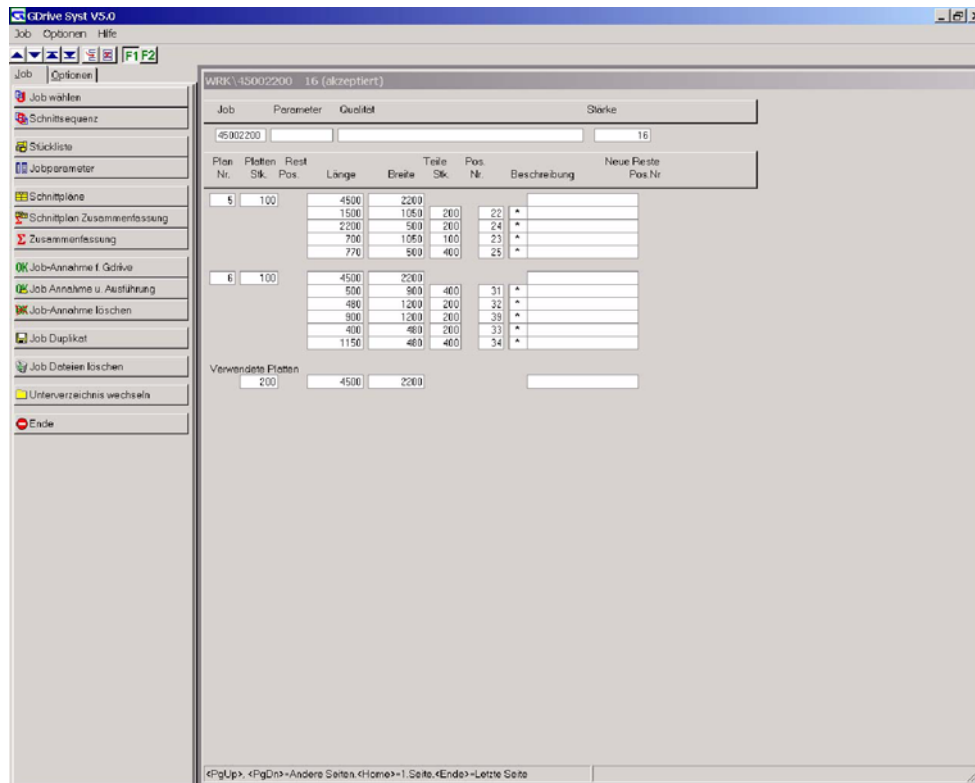 GDrive Syst V5.0
Job Optionen Hilfe
F1 F2
Job Optionen
Job wählen
Schnittsequenz
Stückliste
Jobparameter
Schnittpläne
Schnittplan Zusammenfassung
Zusammenfassung
OK Job-Annahme f. Gdrive
OK Job Annahme u. Ausführung
OK Job-Annahme löschen
Job Duplikat
Job Dateien löschen
Unterverzeichnis wechseln
Ende
WRK\45002200 16 (akzeptiert)
Job Parameter Qualität Stärke
45002200 16
Plan Platten Rest Teile Pos. Neue Reste
Nr. Stk. Pos. Länge Breite Stk. Nr. Beschreibung Pos.Nr
5 100 4500 2200
1500 1050 200 22 *
2200 500 200 24 *
700 1050 100 23 *
770 500 400 25 *
6 100 4500 2200
500 900 400 31 *
480 1200 200 32 *
900 1200 200 39 *
400 480 200 33 *
1150 480 400 34 *
Verwendete Platten
200 4500 2200
<PgUp>, <PgDn>=Andere Seiten,<Home>=1.Seite,<Ende>=Letzte Seite